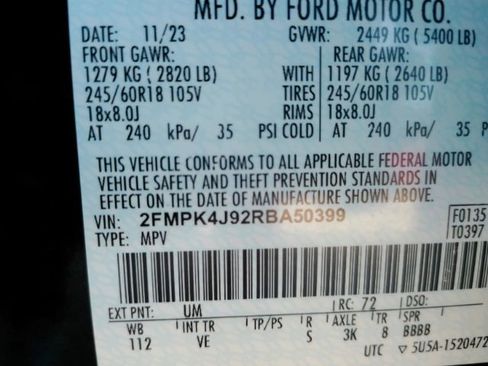 MFD. BY FORD MOTOR CO.
DATE: 11/23 GVWR: 2449 KG (5400 LB)
FRONT GAWR: REAR GAWR:
1279 KG (2820 LB) WITH 1197 KG (2640 LB)
245/60R18 105V TIRES 245/60R18 105V
18x8.0J RIMS 18x8.0J
AT 240 kPa/ 35 PSI COLD AT 240 kPa/ 35
THIS VEHICLE CONFORMS TO ALL APPLICABLE FEDERAL MOTOR
VEHICLE SAFETY AND THEFT PREVENTION STANDARDS IN
EFFECT ON THE DATE OF MANUFACTURE SHOWN ABOVE.
VIN: 2FMPK4J92RBA50399 F0135
TYPE: MPV T0397
EXT PNT: UM RC: 72 DSO:
WB INT TR TP/PS R AXLE TR SPR
112 VE S 3K 8 BBBB
UTC ▽ 5U5A-1520472